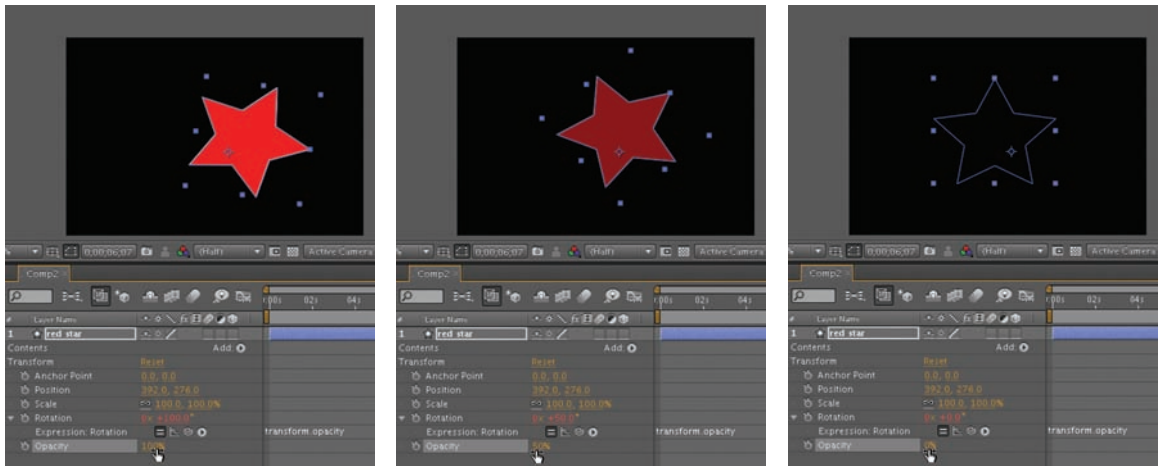 0;00;06;07 (Half) Active Camera
Comp2 ×
:00s 02s 04s
# Layer Name
1 red star
Contents Add:
Transform Reset
Anchor Point 0.0, 0.0
Position 392.0, 276.0
Scale 100.0, 100.0%
Rotation 0x +100.0°
Expression: Rotation transform.opacity
Opacity 100%
% 0;00;06;07 (Half) Active Camera
Comp2 ×
:00s 02s 04s
# Layer Name
1 red star
Contents Add:
Transform Reset
Anchor Point 0.0, 0.0
Position 392.0, 276.0
Scale 100.0, 100.0%
Rotation 0x +50.0°
Expression: Rotation transform.opacity
Opacity 50%
% 0;00;06;07 (Half) Active Camera
Comp2 ×
:00s 02s 04s
# Layer Name
1 red star
Contents Add:
Transform Reset
Anchor Point 0.0, 0.0
Position 392.0, 276.0
Scale 100.0, 100.0%
Rotation 0x +0.0°
Expression: Rotation transform.opacity
Opacity 0%